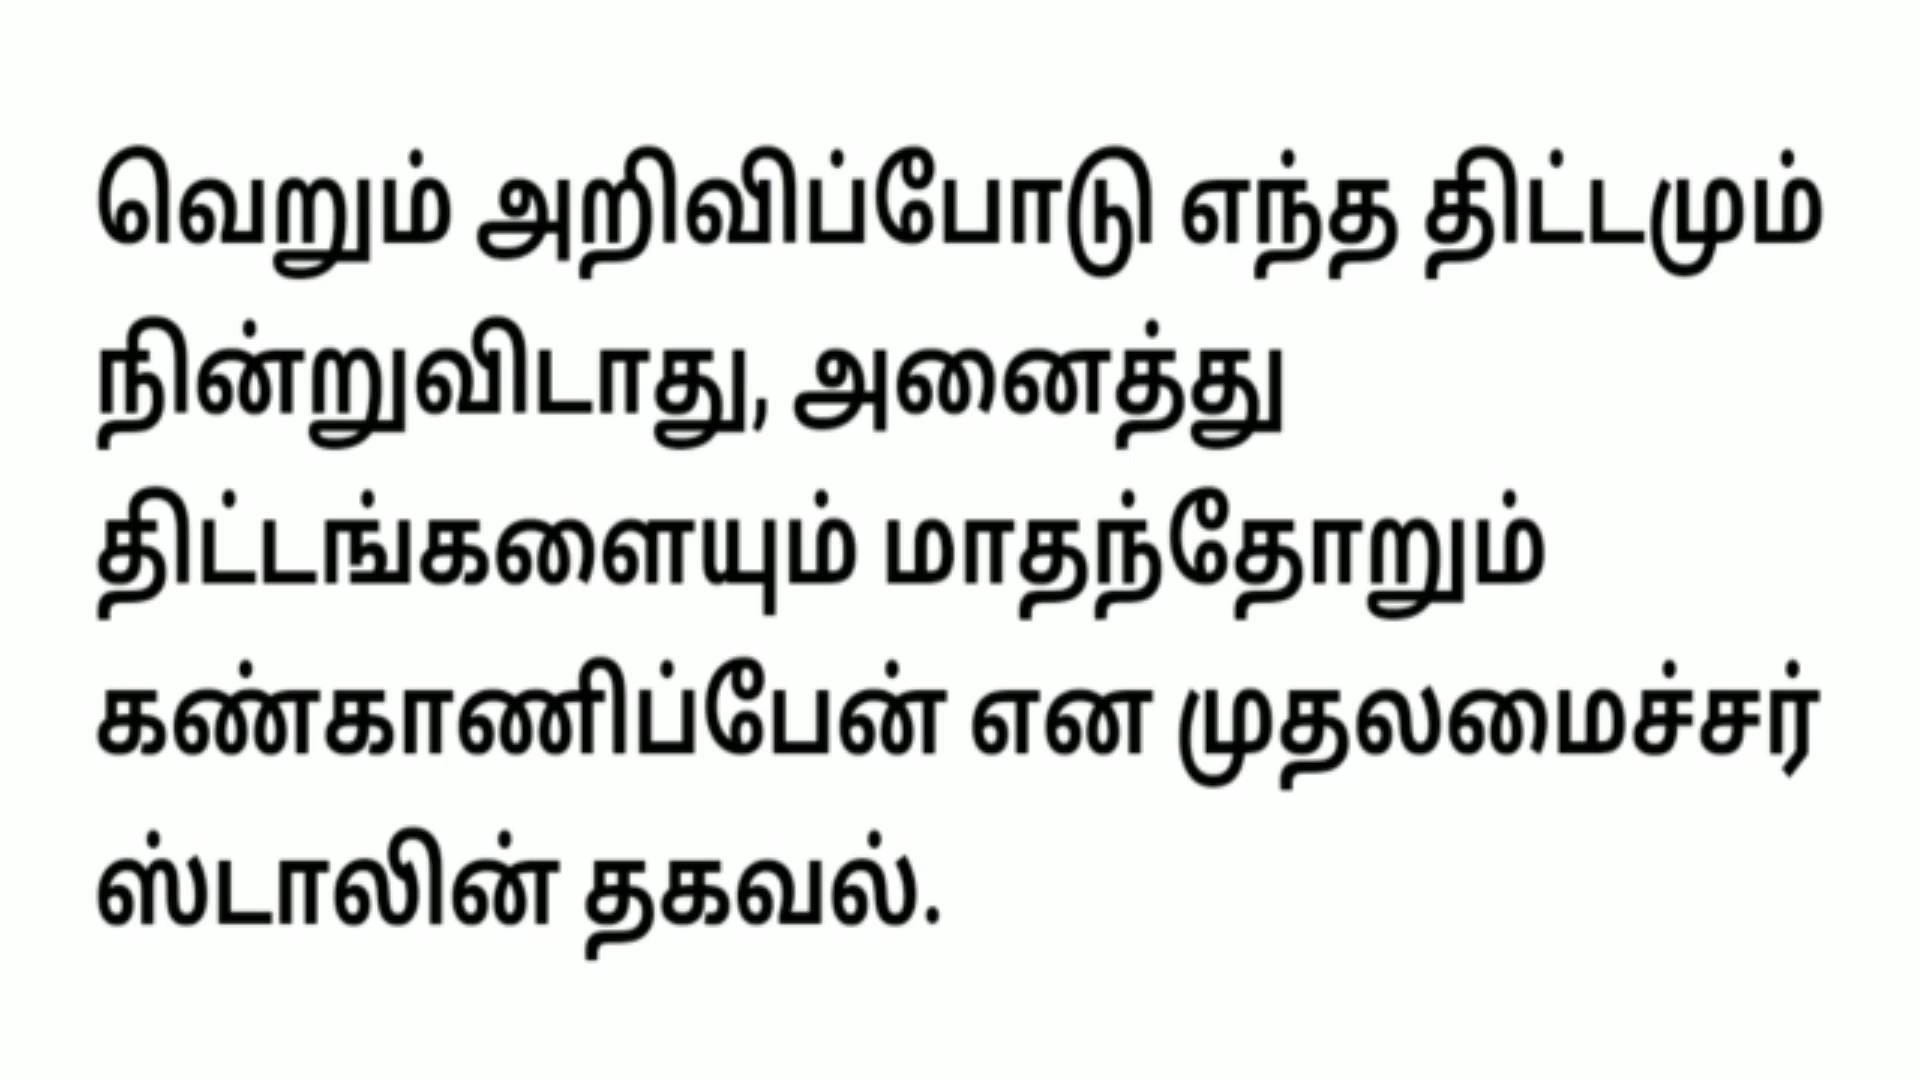 வெறும் அறிவிப்போடு எந்த திட்டமும்
நின்றுவிடாது, அனைத்து
திட்டங்களையும் மாதந்தோறும்
கண்காணிப்பேன் என முதலமைச்சர்
ஸ்டாலின் தகவல்.